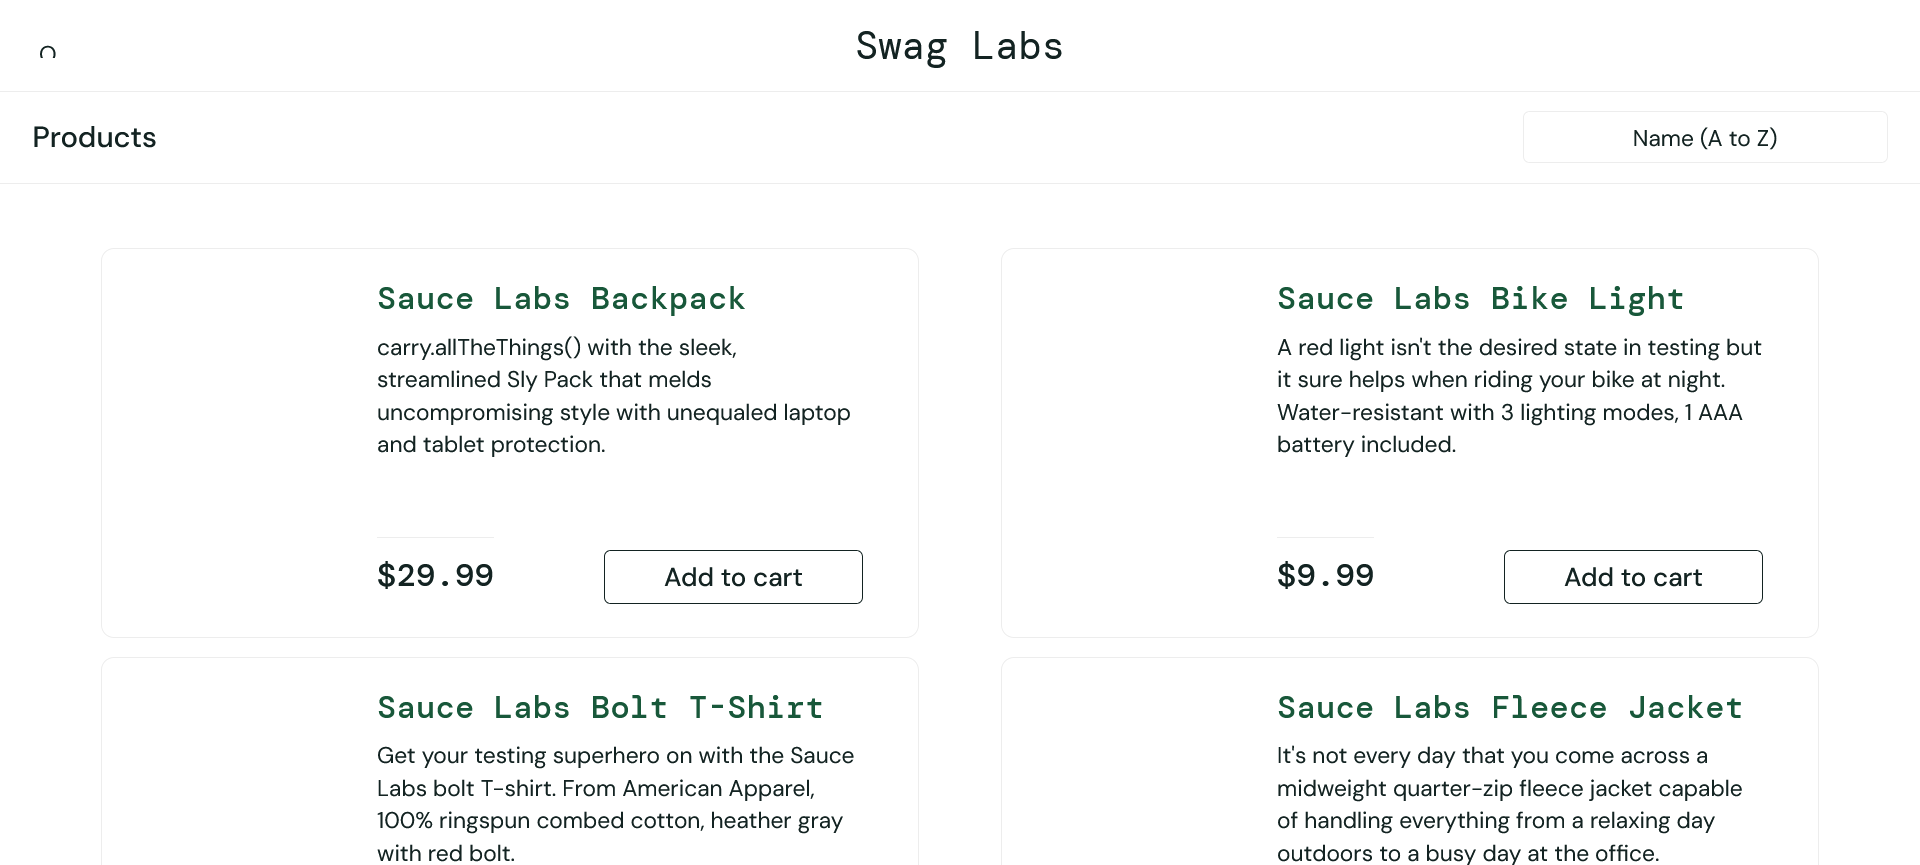 Swag Labs
Products
Name (A to Z)
Sauce Labs Backpack
carry.allTheThings() with the sleek,
streamlined Sly Pack that melds
uncompromising style with unequaled laptop
and tablet protection.
$29.99
Add to cart
Sauce Labs Bike Light
A red light isn't the desired state in testing but
it sure helps when riding your bike at night.
Water-resistant with 3 lighting modes, 1 AAA
battery included.
$9.99
Add to cart
Sauce Labs Bolt T-Shirt
Get your testing superhero on with the Sauce
Labs bolt T-shirt. From American Apparel,
100% ringspun combed cotton, heather gray
with red bolt.
Sauce Labs Fleece Jacket
It's not every day that you come across a
midweight quarter-zip fleece jacket capable
of handling everything from a relaxing day
outdoors to a busy day at the office.